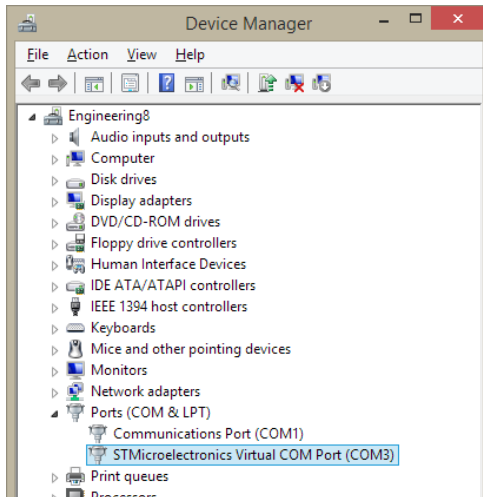 Device Manager
File Action View Help
Engineering8
Audio inputs and outputs
Computer
Disk drives
Display adapters
DVD/CD-ROM drives
Floppy drive controllers
Human Interface Devices
IDE ATA/ATAPI controllers
IEEE 1394 host controllers
Keyboards
Mice and other pointing devices
Monitors
Network adapters
Ports (COM & LPT)
Communications Port (COM1)
STMicroelectronics Virtual COM Port (COM3)
Print queues
Processors